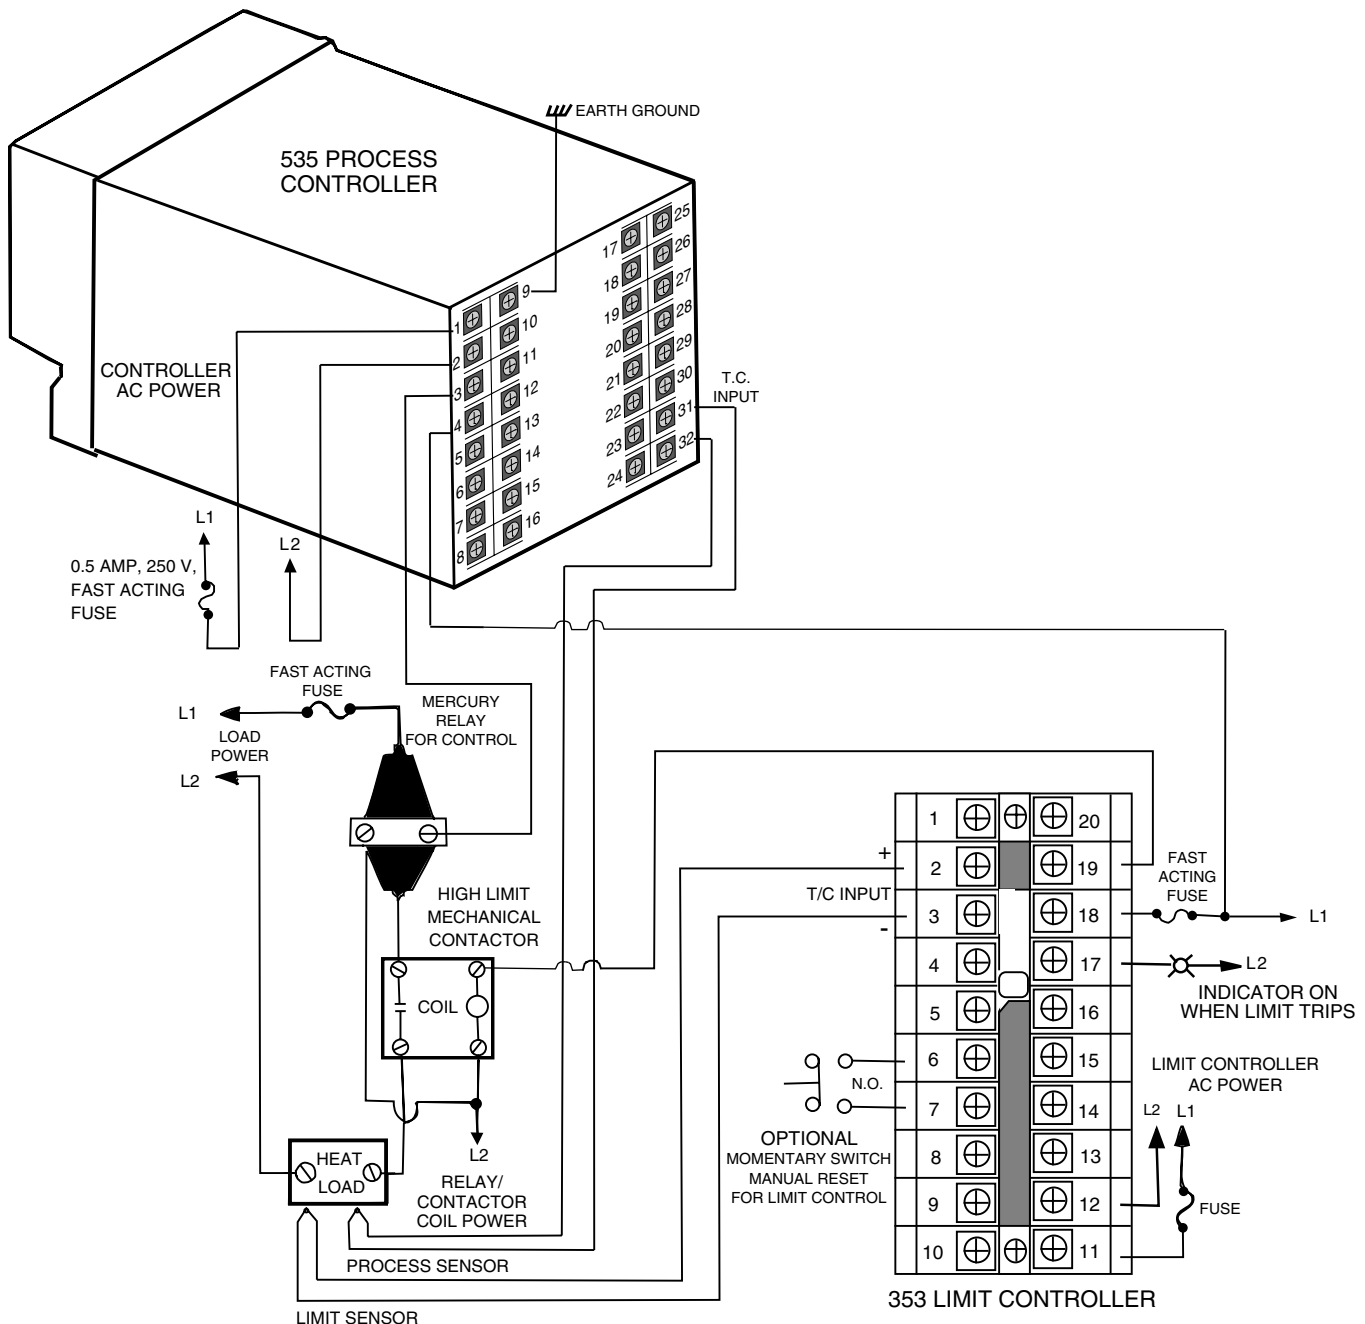 EARTH GROUND
535 PROCESS
CONTROLLER
25
17
26
18
27
19
28
20
29
21
30
22
31
23
32
24
9
1
10
2
11
3
12
4
13
5
14
6
15
7
16
8
T.C.
INPUT
CONTROLLER
AC POWER
L1
L2
0.5 AMP, 250 V,
FAST ACTING
FUSE
FAST ACTING
FUSE
L1
LOAD
POWER
L2
MERCURY
RELAY
FOR CONTROL
HIGH LIMIT
MECHANICAL
CONTACTOR
COIL
L2
RELAY/
CONTACTOR
COIL POWER
HEAT
LOAD
PROCESS SENSOR
LIMIT SENSOR
+
T/C INPUT
-
1
20
2
19
3
18
4
17
5
16
6
15
7
14
8
13
9
12
10
11
FAST
ACTING
FUSE
L1
L2
INDICATOR ON
WHEN LIMIT TRIPS
N.O.
OPTIONAL
MOMENTARY SWITCH
MANUAL RESET
FOR LIMIT CONTROL
LIMIT CONTROLLER
AC POWER
L2 L1
FUSE
353 LIMIT CONTROLLER